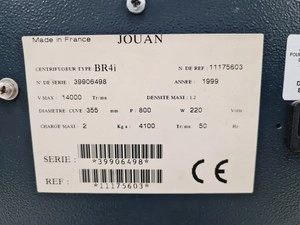 Made in France JOUAN
CENTRIFUGEUR TYPE BR4i N. DE REF : 11175603
N° DE SERIE : 39906498 ANNEE : 1999
V MAX : 14000 Tr/mn DENSITE MAXI : 1.2
DIAMETRE CUVE 355 mm P : 800 W 220 Volt
CHARGE MAXI : 2 Kg a : 4100 Tr/mn 50 Hz
SERIE :
*39906498*
REF :
*11175603*
CE